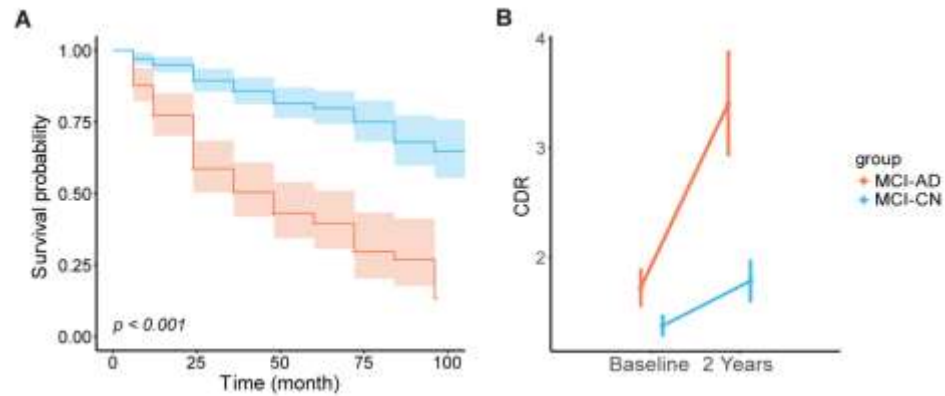 A
1.00
0.75
0.50
0.25
0.00
Survival probability
p < 0.001
0 25 50 75 100
Time (month)
B
4
3
2
CDR
Baseline 2 Years
group
MCI-AD
MCI-CN